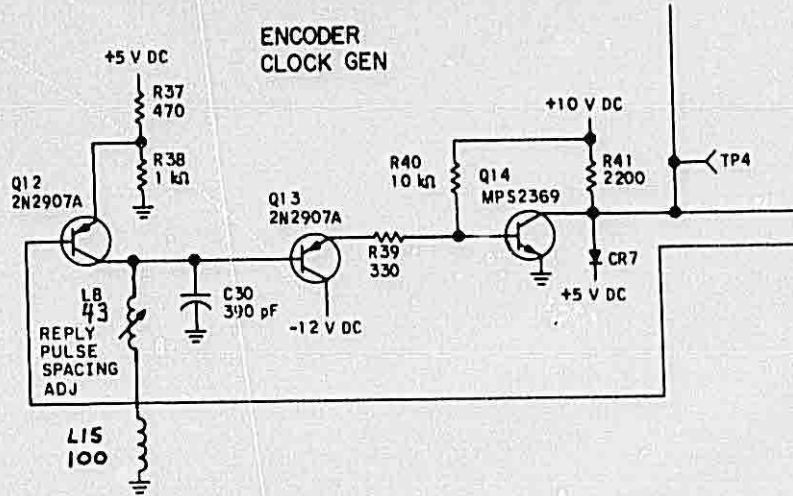 ENCODER
CLOCK GEN
+5 V DC
R37
470
R38
1 kΩ
Q12
2N2907A
Q13
2N2907A
R39
330
R40
10 kΩ
Q14
MPS2369
+10 V DC
R41
2200
TP4
CR7
+5 V DC
L8
43
REPLY
PULSE
SPACING
ADJ
C30
390 pF
-12 V DC
L15
100